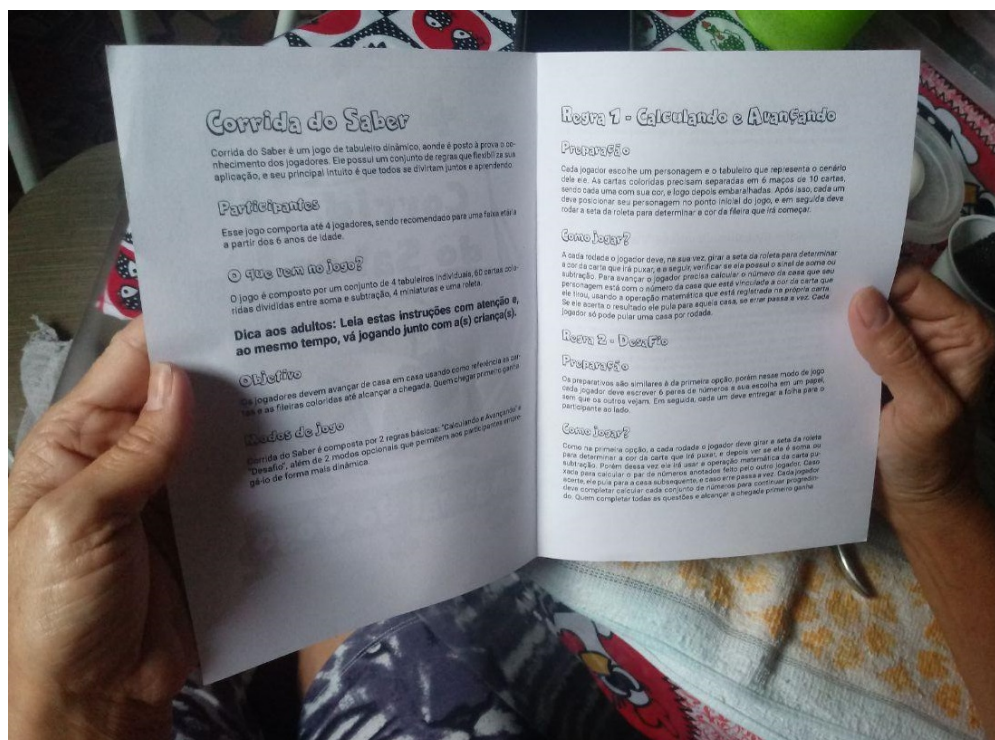 Corrida do Saber
Corrida do Saber é um jogo de tabuleiro dinâmico, aonde é posto à prova o co-
nhecimento dos jogadores. Ele possui um conjunto de regras que flexibiliza sua
aplicação, e seu principal intuito é que todos se divirtam juntos e aprendendo.
Participantes
Esse jogo comporta até 4 jogadores, sendo recomendado para uma faixa etária
a partir dos 6 anos de idade.
O que vem no jogo?
O jogo é composto por um conjunto de 4 tabuleiros individuais, 60 cartas colo-
ridas divididas entre soma e subtração, 4 miniaturas e uma roleta.
Dica aos adultos: Leia estas instruções com atenção e,
ao mesmo tempo, vá jogando junto com a(s) criança(s).
Objetivo
Os jogadores devem avançar de casa em casa usando como referência as car-
tas e as fileiras coloridas até alcançar a chegada. Quem chegar primeiro ganha
Modos de jogo
Corrida do Saber é composta por 2 regras básicas: "Calculando e Avançando" e
"Desafio", além de 2 modos opcionais que permitem aos participantes
gá-lo de forma mais dinâmica.
Regra 1 - Calculando e Avançando
Preparação
Cada jogador escolhe um personagem e o tabuleiro que representa o cenário
dele ele. As cartas coloridas precisam separadas em 6 maços de 10 cartas,
sendo cada uma com sua cor, e logo depois embaralhadas. Após isso, cada um
deve posicionar seu personagem no ponto inicial do jogo, e em seguida deve
rodar a seta da roleta para determinar a cor da fileira que irá começar.
Como jogar?
A cada rodada o jogador deve, na sua vez, girar a seta da roleta para determinar
a cor da carta que irá puxar, e a seguir, verificar se ela possui o sinal de soma ou
subtração. Para avançar o jogador precisa calcular o número da casa que seu
personagem está com o número da casa que está vinculada a cor da carta que
ele tirou, usando a operação matemática que está registrada na própria carta.
Se ele acerta o resultado ele pula para aquela casa, se errar passa a vez. Cada
jogador só pode pular uma casa por rodada.
Regra 2 - Desafio
Preparação
Os preparativos são similares à da primeira opção, porém nesse modo de jogo
cada jogador deve escrever 6 pares de números a sua escolha em um papel,
sem que os outros vejam. Em seguida, cada um deve entregar a folha para o
participante ao lado.
Como jogar?
Como na primeira opção, a cada rodada o jogador deve girar a seta da roleta
para determinar a cor da carta que irá puxar, e depois ver se ela é soma ou
subtração. Porém dessa vez ele irá usar a operação matemática da carta pu-
xada para calcular o par de números anotados feito pelo outro jogador. Caso
acerte, ele pula para a casa subsequente, e caso erre passa a vez. Cada jogador
deve completar calcular cada conjunto de números para continuar progredin-
do. Quem completar todas as questões e alcançar a chegada primeiro ganha.